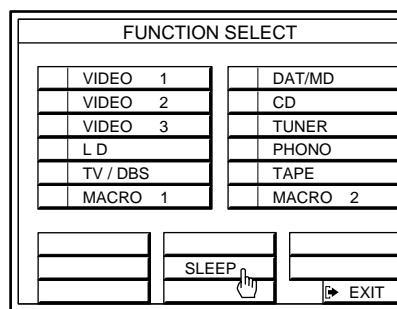 FUNCTION SELECT
VIDEO 1
VIDEO 2
VIDEO 3
L D
TV / DBS
MACRO 1
DAT/MD
CD
TUNER
PHONO
TAPE
MACRO 2
SLEEP
EXIT